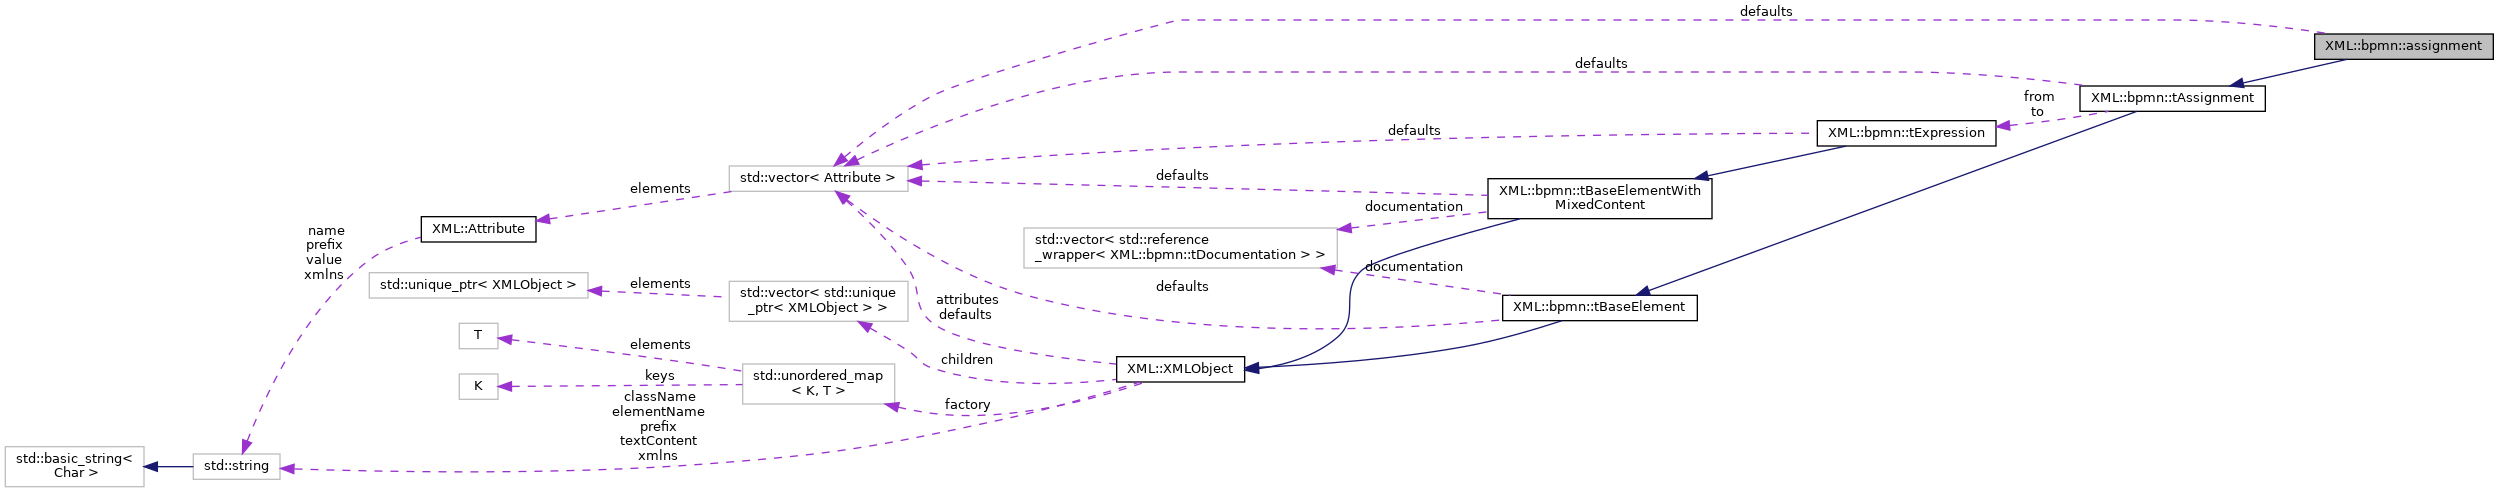 defaults
XML::bpmn::assignment
defaults
XML::bpmn::tAssignment
from
to
defaults
XML::bpmn::tExpression
std::vector< Attribute >
defaults
elements
XML::bpmn::tBaseElementWith
MixedContent
documentation
XML::Attribute
name
prefix
value
xmlns
std::vector< std::reference
_wrapper< XML::bpmn::tDocumentation > >
documentation
std::unique_ptr< XMLObject >
elements
std::vector< std::unique
_ptr< XMLObject > >
defaults
attributes
defaults
XML::bpmn::tBaseElement
T
elements
children
XML::XMLObject
K
keys
std::unordered_map
< K, T >
factory
className
elementName
prefix
textContent
xmlns
std::basic_string<
Char >
std::string